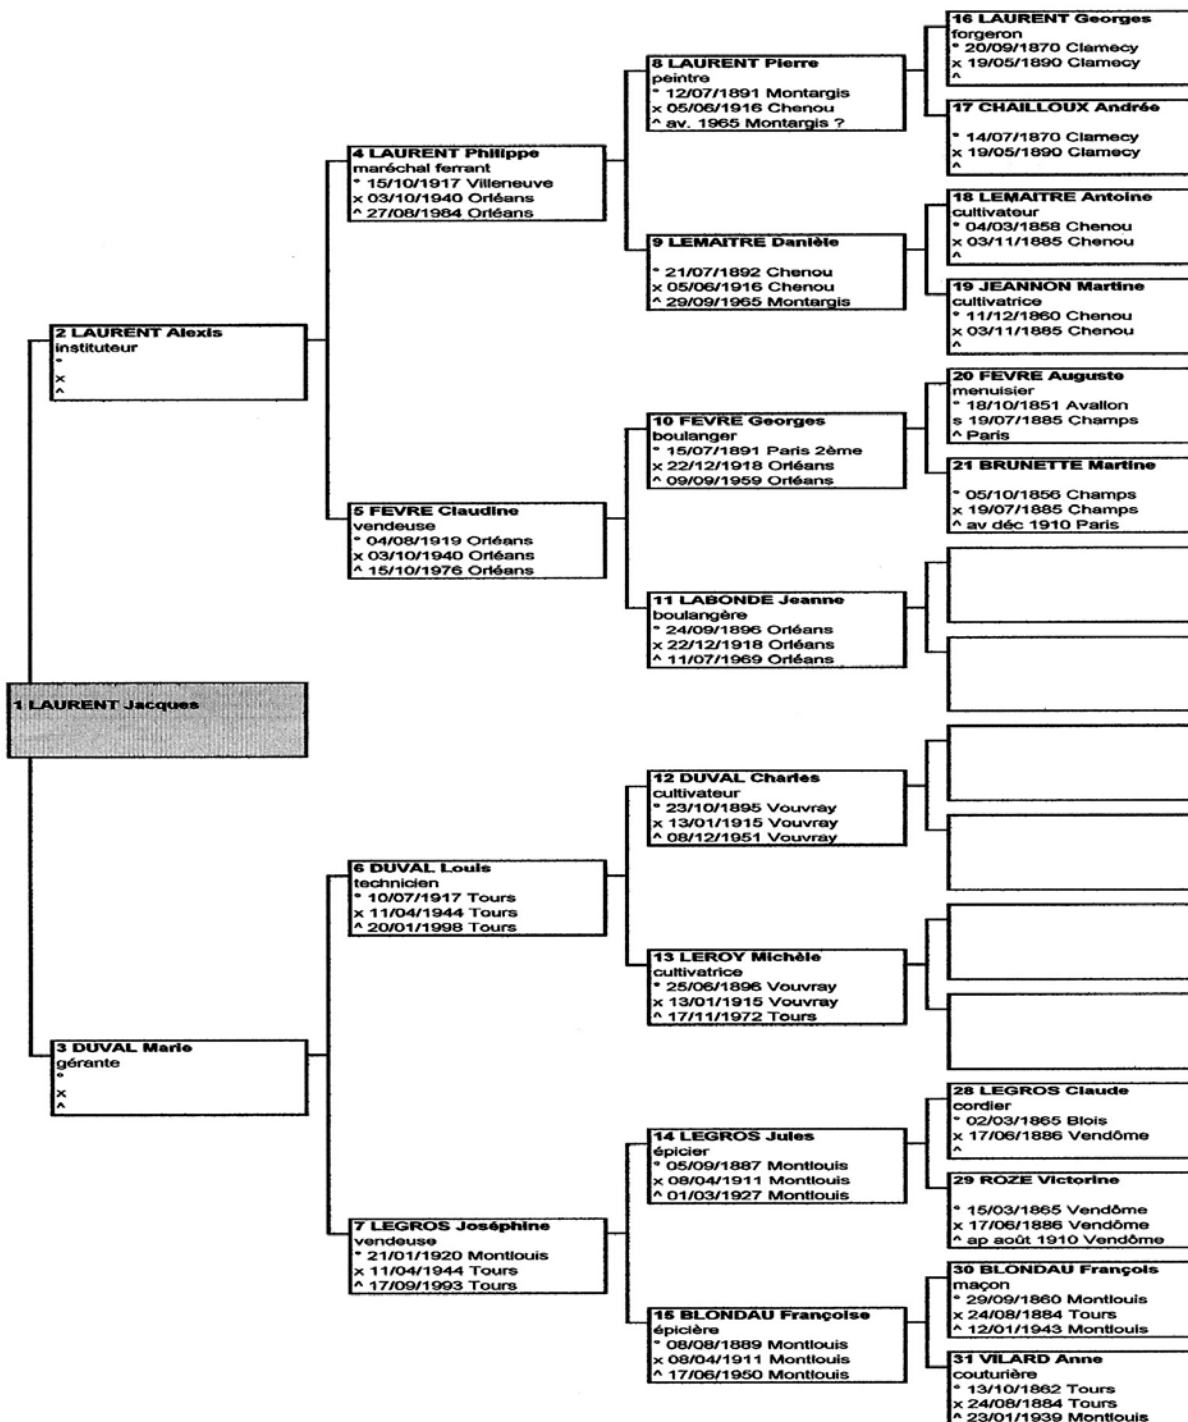 1 LAURENT Jacques
2 LAURENT Alexis
instituteur
°
x
^
3 DUVAL Marie
gérante
°
x
^
4 LAURENT Philippe
maréchal ferrant
° 15/10/1917 Villeneuve
x 03/10/1940 Orléans
^ 27/08/1984 Orléans
5 FEVRE Claudine
vendeuse
° 04/08/1919 Orléans
x 03/10/1940 Orléans
^ 15/10/1976 Orléans
6 DUVAL Louis
technicien
° 10/07/1917 Tours
x 11/04/1944 Tours
^ 20/01/1998 Tours
7 LEGROS Joséphine
vendeuse
° 21/01/1920 Montlouis
x 11/04/1944 Tours
^ 17/09/1993 Tours
8 LAURENT Pierre
peintre
° 12/07/1891 Montargis
x 05/06/1916 Chenou
^ av. 1965 Montargis ?
9 LEMAITRE Danièle
° 21/07/1892 Chenou
x 05/06/1916 Chenou
^ 29/09/1965 Montargis
10 FEVRE Georges
boulanger
° 15/07/1891 Paris 2ème
x 22/12/1918 Orléans
^ 09/09/1959 Orléans
11 LABONDE Jeanne
boulangère
° 24/09/1896 Orléans
x 22/12/1918 Orléans
^ 11/07/1969 Orléans
12 DUVAL Charles
cultivateur
° 23/10/1895 Vouvray
x 13/01/1915 Vouvray
^ 08/12/1951 Vouvray
13 LEROY Michèle
cultivatrice
° 25/06/1896 Vouvray
x 13/01/1915 Vouvray
^ 17/11/1972 Tours
14 LEGROS Jules
épicier
° 05/09/1887 Montlouis
x 08/04/1911 Montlouis
^ 01/03/1927 Montlouis
15 BLONDAU Françoise
épicière
° 08/08/1889 Montlouis
x 08/04/1911 Montlouis
^ 17/06/1950 Montlouis
16 LAURENT Georges
forgeron
° 20/09/1870 Clamecy
x 19/05/1890 Clamecy
^
17 CHAILLOUX Andrée
° 14/07/1870 Clamecy
x 19/05/1890 Clamecy
^
18 LEMAITRE Antoine
cultivateur
° 04/03/1858 Chenou
x 03/11/1885 Chenou
^
19 JEANNON Martine
cultivatrice
° 11/12/1860 Chenou
x 03/11/1885 Chenou
^
20 FEVRE Auguste
menuisier
° 18/10/1851 Avallon
s 19/07/1885 Champs
^ Paris
21 BRUNETTE Martine
° 05/10/1856 Champs
x 19/07/1885 Champs
^ av déc 1910 Paris
28 LEGROS Claude
cordier
° 02/03/1865 Blois
x 17/06/1886 Vendôme
^
29 ROZE Victorine
° 15/03/1865 Vendôme
x 17/06/1886 Vendôme
^ ap août 1910 Vendôme
30 BLONDAU François
maçon
° 29/09/1860 Montlouis
x 24/08/1884 Tours
^ 12/01/1943 Montlouis
31 VILARD Anne
couturière
° 13/10/1862 Tours
x 24/08/1884 Tours
^ 23/01/1939 Montlouis